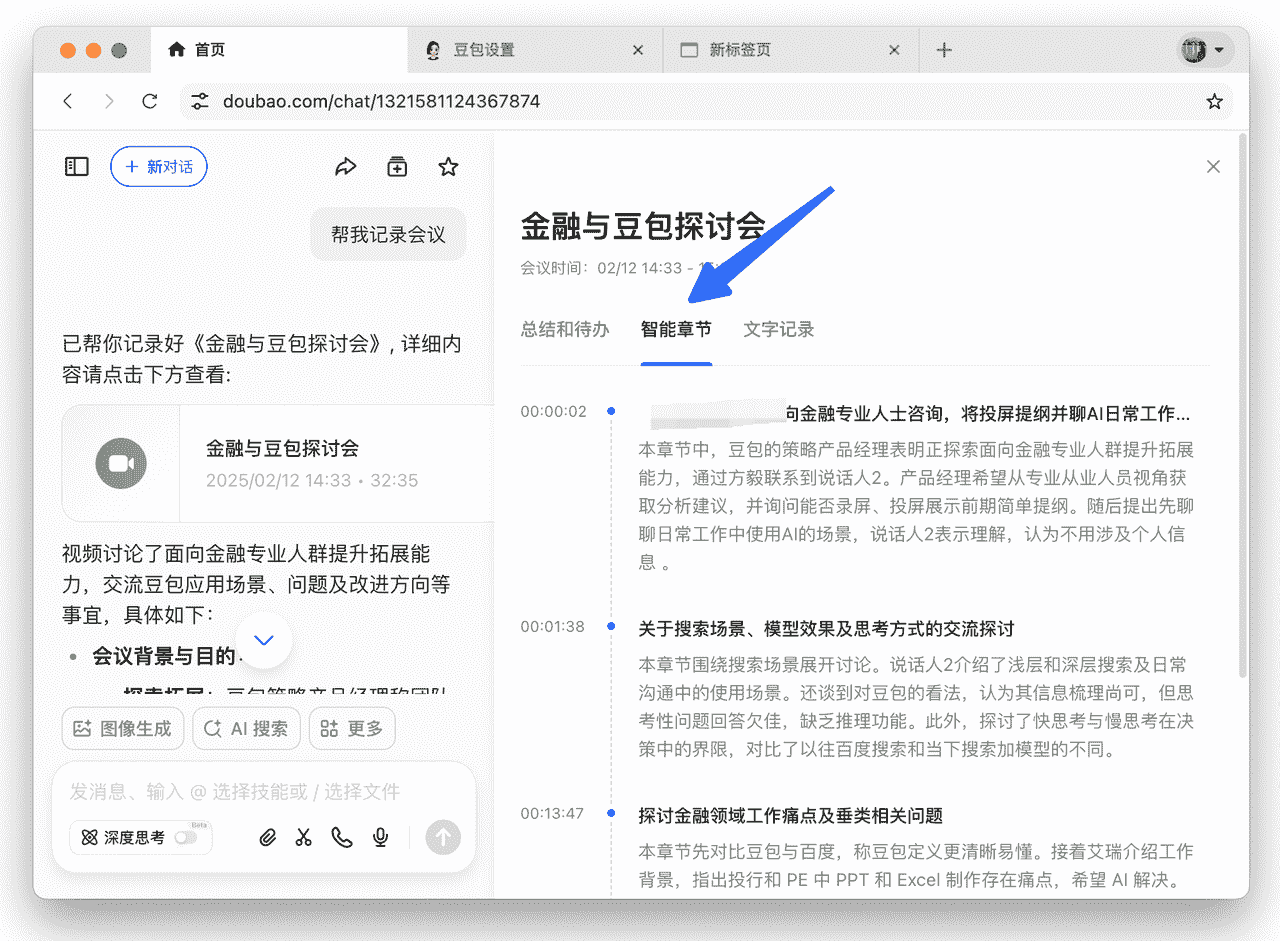 首页
豆包设置
新标签页
doubao.com/chat/1321581124367874
新对话
帮我记录会议
已帮你记录好《金融与豆包探讨会》, 详细内
容请点击下方查看:
金融与豆包探讨会
2025/02/12 14:33 • 32:35
视频讨论了面向金融专业人群提升拓展能
力，交流豆包应用场景、问题及改进方向等
事宜，具体如下：
• 会议背景与目的
探索拓展：豆包策略产品经理称团队
图像生成
AI 搜索
更多
发消息、输入 @ 选择技能或 / 选择文件
深度思考
Beta
金融与豆包探讨会
会议时间：02/12 14:33 -
总结和待办
智能章节
文字记录
00:00:02
向金融专业人士咨询，将投屏提纲并聊AI日常工作...
本章节中，豆包的策略产品经理表明正探索面向金融专业人群提升拓展
能力，通过方毅联系到说话人2。产品经理希望从专业从业人员视角获
取分析建议，并询问能否录屏、投屏展示前期简单提纲。随后提出先聊
聊日常工作中使用AI的场景，说话人2表示理解，认为不用涉及个人信
息 。
00:01:38
关于搜索场景、模型效果及思考方式的交流探讨
本章节围绕搜索场景展开讨论。说话人2介绍了浅层和深层搜索及日常
沟通中的使用场景。还谈到对豆包的看法，认为其信息梳理尚可，但思
考性问题回答欠佳，缺乏推理功能。此外，探讨了快思考与慢思考在决
策中的界限，对比了以往百度搜索和当下搜索加模型的不同。
00:13:47
探讨金融领域工作痛点及垂类相关问题
本章节先对比豆包与百度，称豆包定义更清晰易懂。接着艾瑞介绍工作
背景，指出投行和 PE 中 PPT 和 Excel 制作存在痛点，希望 AI 解决。